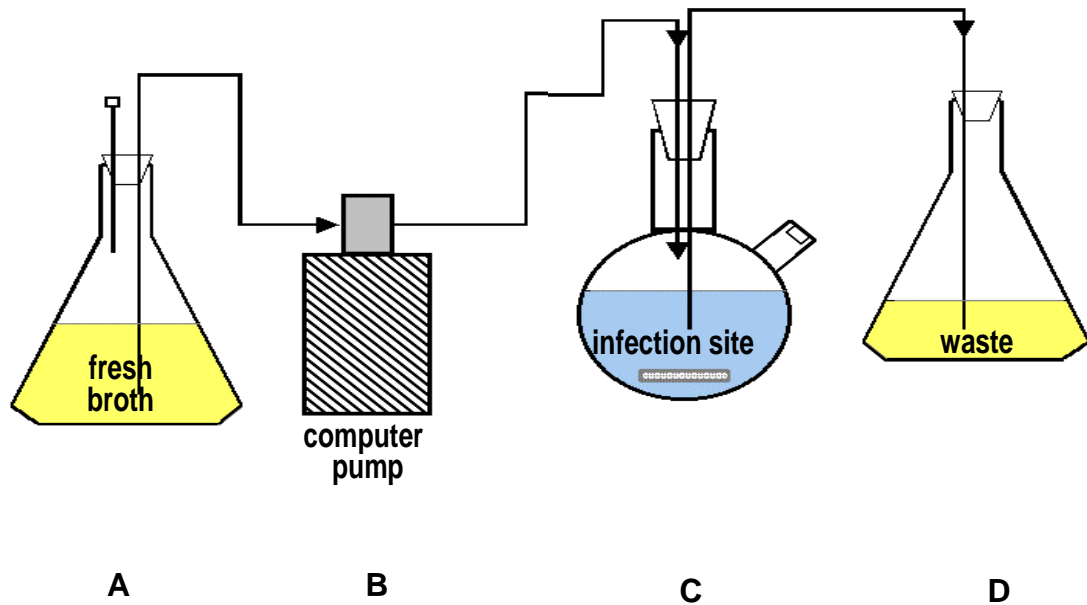 fresh
broth
computer
pump
infection site
waste
A
B
C
D